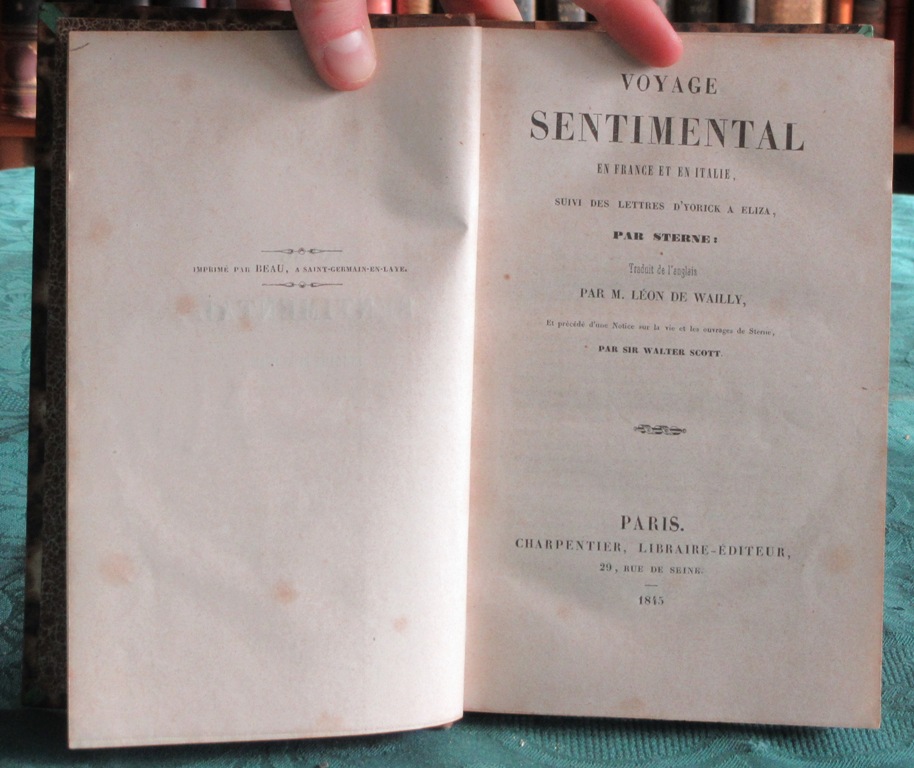 IMPRIMÉ PAR BEAU, A SAINT-GERMAIN-EN-LAYE.
VOYAGE
SENTIMENTAL
EN FRANCE ET EN ITALIE,
SUIVI DES LETTRES D'YORICK A ELIZA,
PAR STERNE:
Traduit de l'anglais
PAR M. LÉON DE WAILLY,
Et précédé d'une Notice sur la vie et les ouvrages de Sterne,
PAR SIR WALTER SCOTT.
PARIS.
CHARPENTIER, LIBRAIRE-ÉDITEUR,
29, RUE DE SEINE.
1845